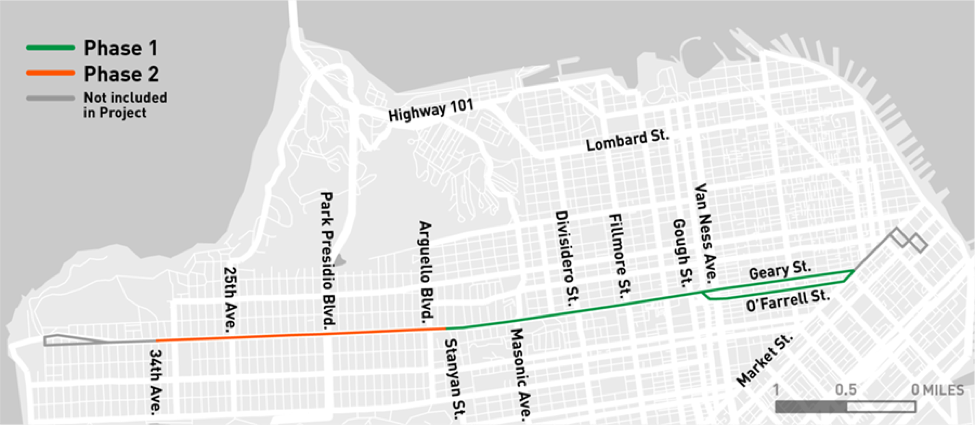 Phase 1
Phase 2
Not included
in Project
Highway 101
Lombard St.
Park Presidio Blvd.
Arguello Blvd.
Divisidero St.
Fillmore St.
Gough St.
Van Ness Ave.
25th Ave.
Geary St.
O'Farrell St.
34th Ave.
Stanyan St.
Masonic Ave.
Market St.
1 0.5 0 MILES